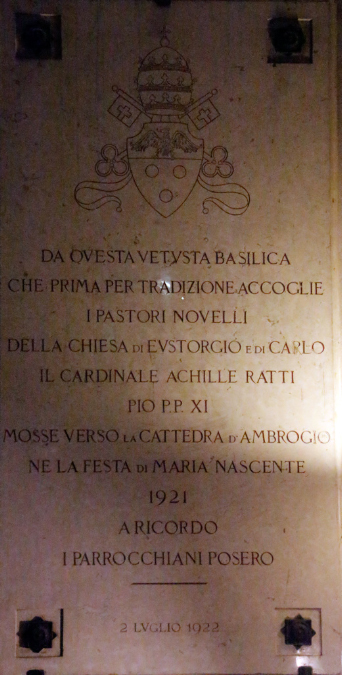 DA QVESTA VETVSTA BASILICA
CHE PRIMA PER TRADIZIONE ACCOGLIE
I PASTORI NOVELLI
DELLA CHIESA DI EVSTORGIO E DI CARLO
IL CARDINALE ACHILLE RATTI
PIO P.P. XI
MOSSE VERSO LA CATTEDRA D'AMBROGIO
NE LA FESTA DI MARIA NASCENTE
1921
A RICORDO
I PARROCCHIANI POSERO
2 LVGLIO 1922